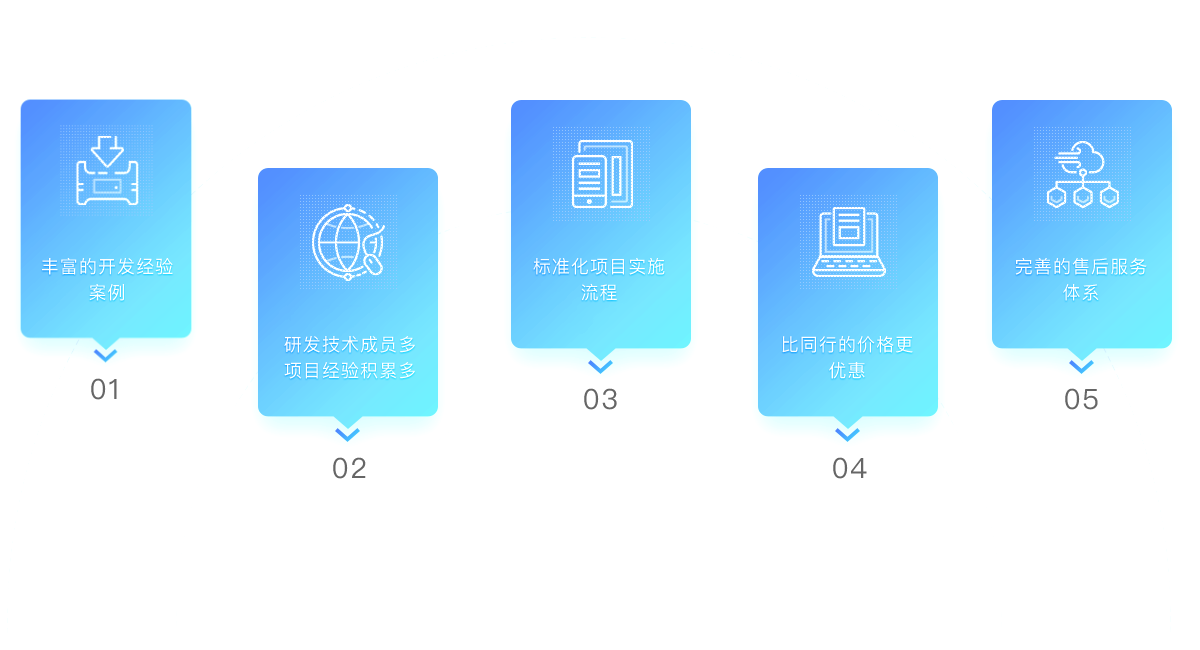 丰富的开发经验
案例
01
研发技术成员多
项目经验积累多
02
标准化项目实施
流程
03
比同行的价格更
优惠
04
完善的售后服务
体系
05